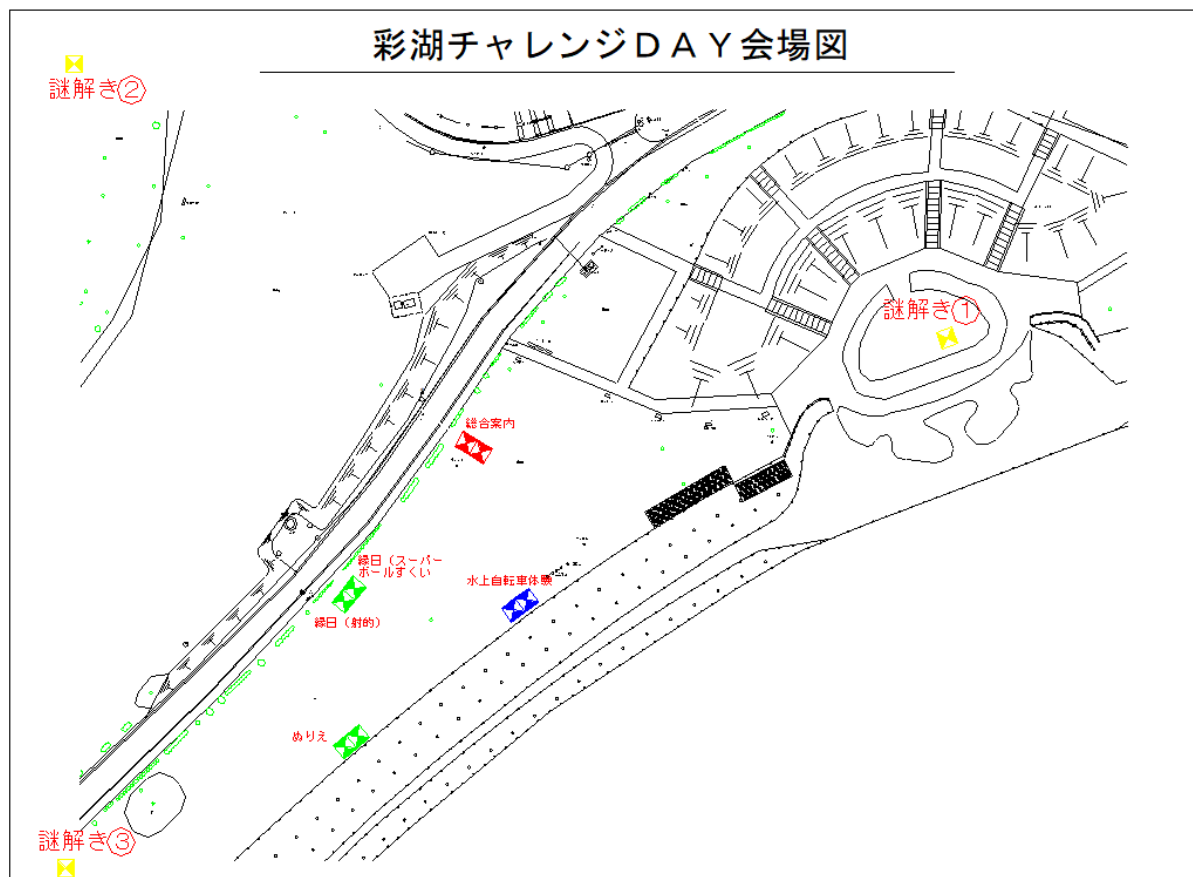 彩湖チャレンジＤＡＹ会場図
謎解き②
謎解き①
総合案内
縁日（スーパー
ボールすくい
縁日（射的）
水上自転車体験
ぬりえ
謎解き③